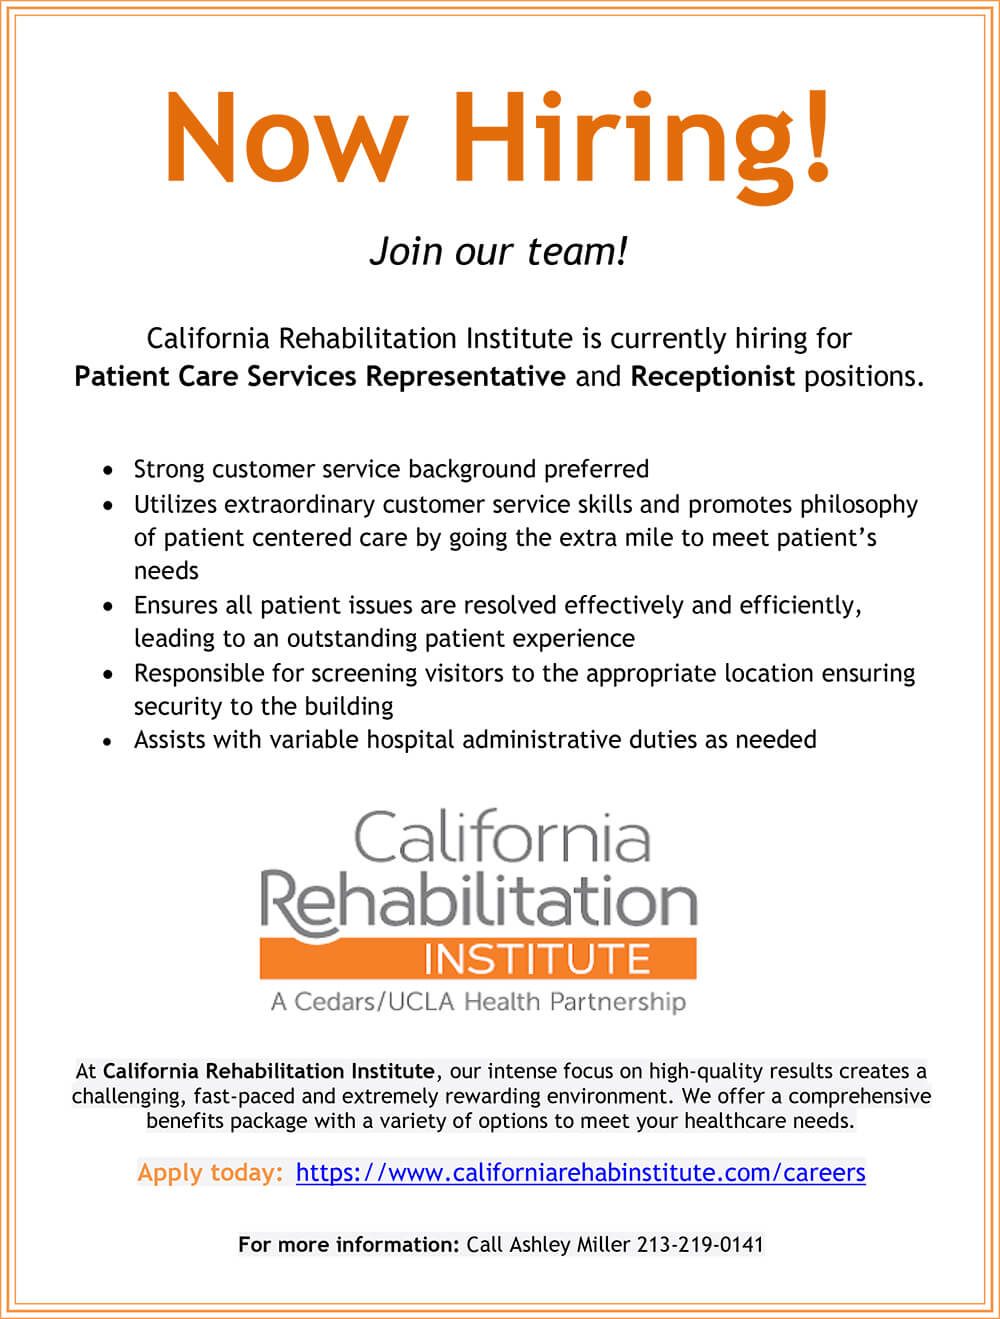 Now Hiring!
Join our team!
California Rehabilitation Institute is currently hiring for
Patient Care Services Representative and Receptionist positions.
• Strong customer service background preferred
• Utilizes extraordinary customer service skills and promotes philosophy
of patient centered care by going the extra mile to meet patient’s
needs
• Ensures all patient issues are resolved effectively and efficiently,
leading to an outstanding patient experience
• Responsible for screening visitors to the appropriate location ensuring
security to the building
• Assists with variable hospital administrative duties as needed
California
Rehabilitation
INSTITUTE
A Cedars/UCLA Health Partnership
At California Rehabilitation Institute, our intense focus on high-quality results creates a
challenging, fast-paced and extremely rewarding environment. We offer a comprehensive
benefits package with a variety of options to meet your healthcare needs.
Apply today: https://www.californiarehabinstitute.com/careers
For more information: Call Ashley Miller 213-219-0141